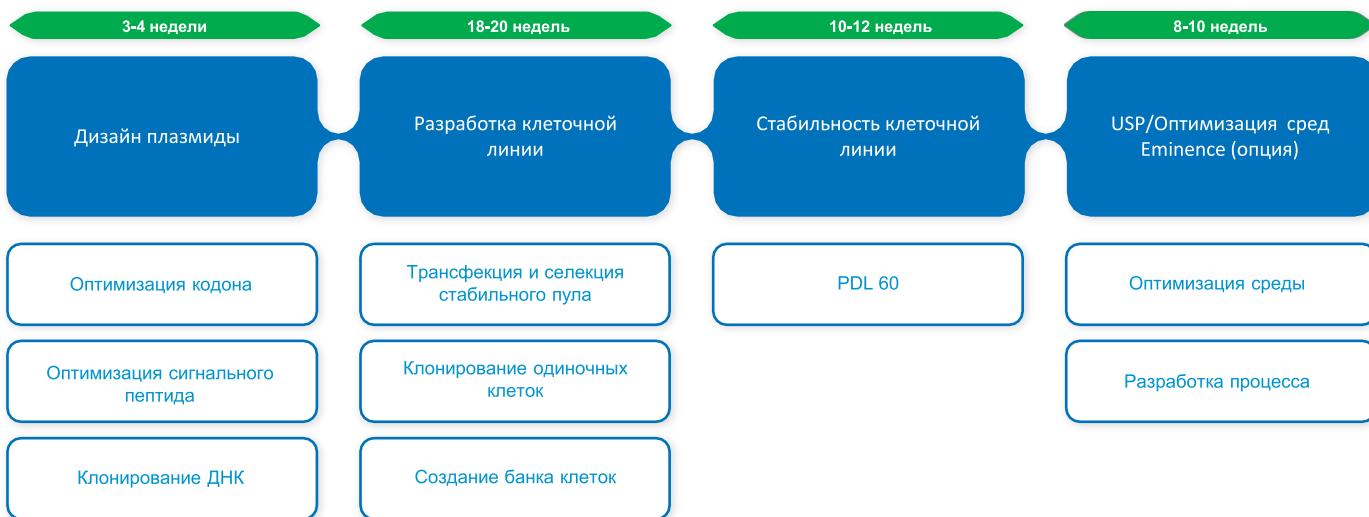 3-4 недели
18-20 недель
10-12 недель
8-10 недель
Дизайн плазмиды
Разработка клеточной
линии
Стабильность клеточной
линии
USP/Оптимизация сред
Eminence (опция)
Оптимизация кодона
Трансфекция и селекция
стабильного пула
PDL 60
Оптимизация среды
Оптимизация сигнального
пептида
Клонирование одиночных
клеток
Разработка процесса
Клонирование ДНК
Создание банка клеток